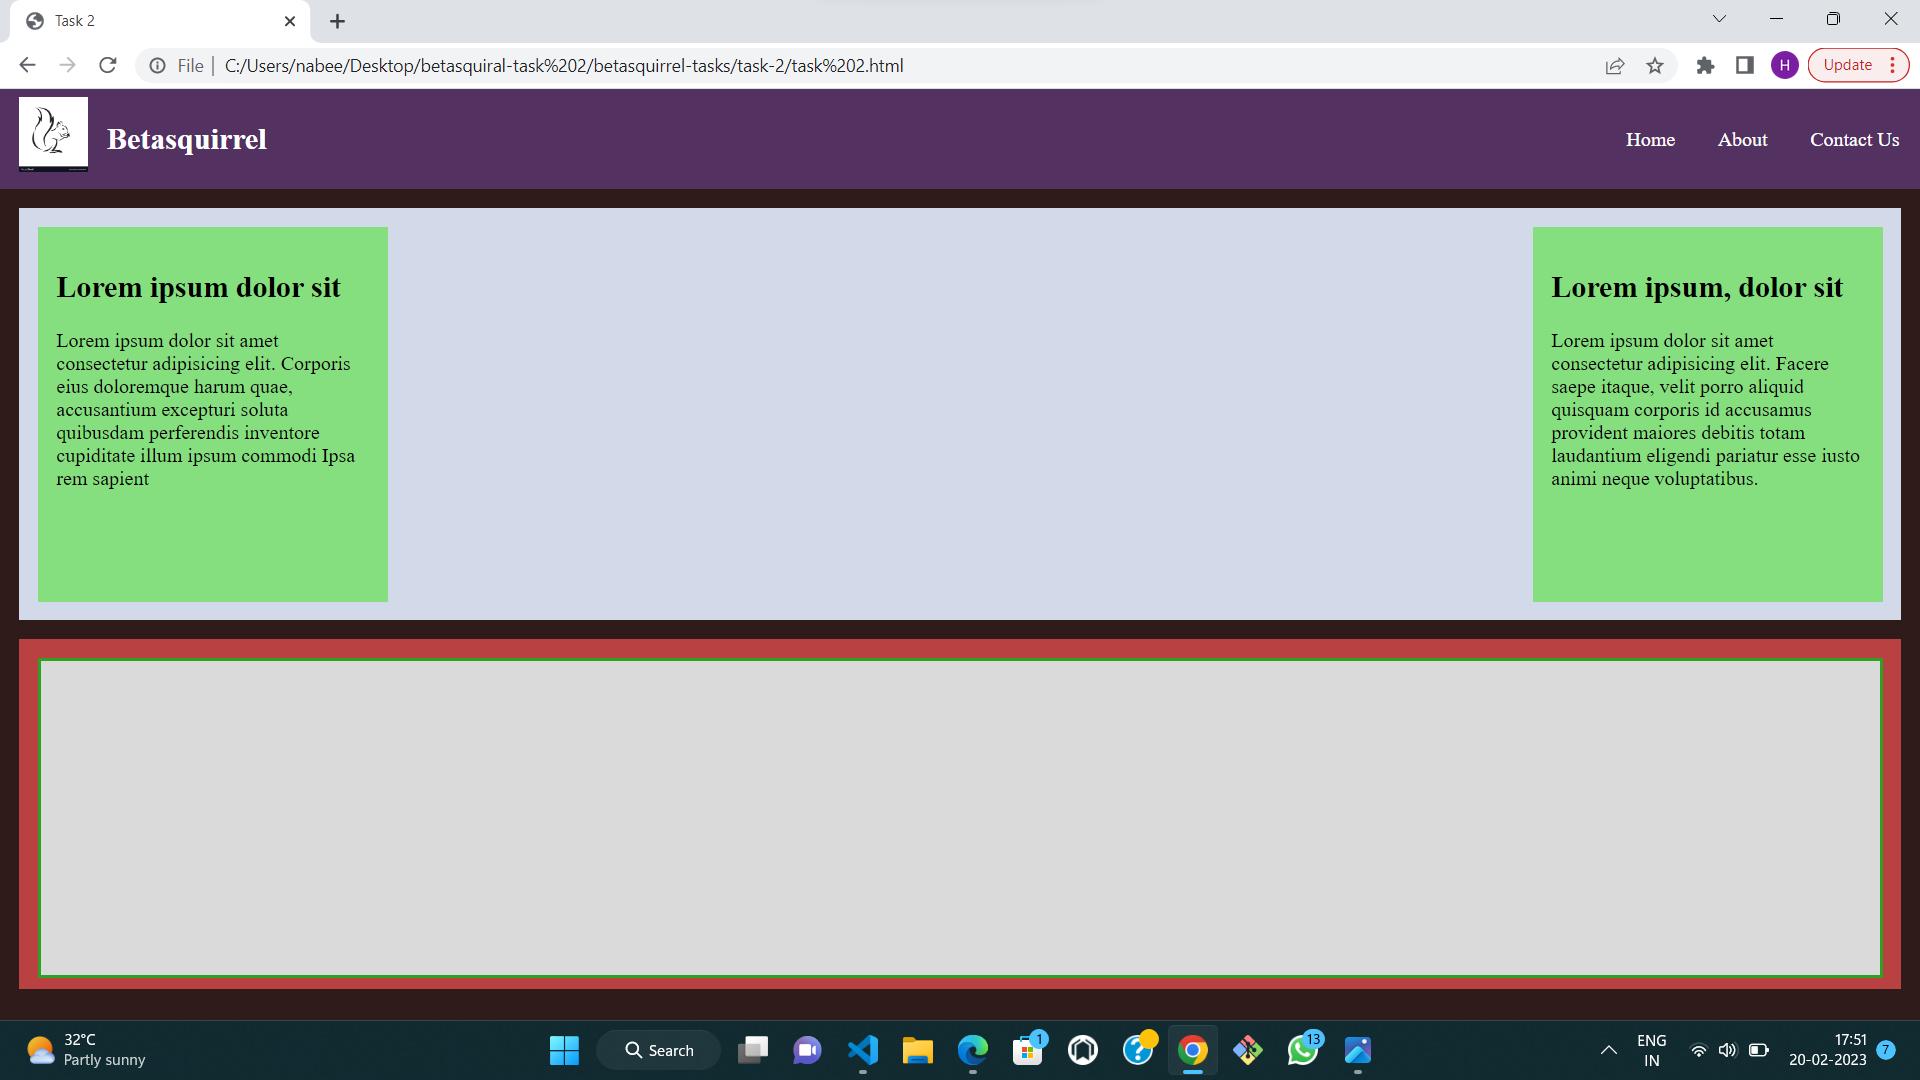 Task 2
File
C:/Users/nabee/Desktop/betasquiral-task%202/betasquirrel-tasks/task-2/task%202.html
H
Update
Betasquirrel
Home
About
Contact Us
Lorem ipsum dolor sit
Lorem ipsum dolor sit amet
consectetur adipisicing elit. Corporis
eius doloremque harum quae,
accusantium excepturi soluta
quibusdam perferendis inventore
cupiditate illum ipsum commodi Ipsa
rem sapient
Lorem ipsum, dolor sit
Lorem ipsum dolor sit amet
consectetur adipisicing elit. Facere
saepe itaque, velit porro aliquid
quisquam corporis id accusamus
provident maiores debitis totam
laudantium eligendi pariatur esse iusto
animi neque voluptatibus.
32°C
Partly sunny
Search
1
13
ENG
IN
17:51
20-02-2023
7